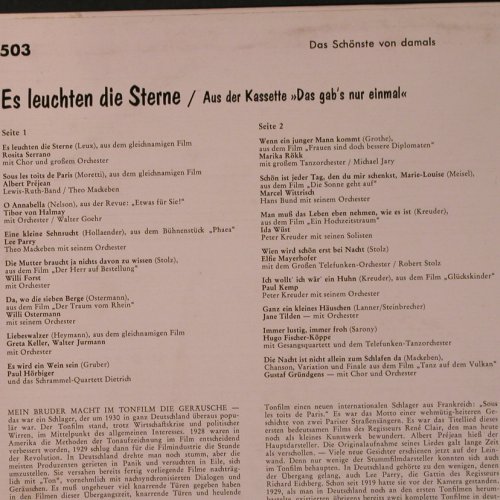 503
Das Schönste von damals
Es leuchten die Sterne / Aus der Kassette »Das gab's nur einmal«
Seite 1
Es leuchten die Sterne (Leux), aus dem gleichnamigen Film
Rosita Serrano
mit Chor und großem Orchester
Sous les toits de Paris (Moretti), aus dem gleichnamigen Film
Albert Préjean
Lewis-Ruth-Band / Theo Mackeben
O Annabella (Nelson), aus der Revue: „Etwas für Sie!"
Tibor von Halmay
mit Orchester / Walter Goehr
Eine kleine Sehnsucht (Hollaender), aus dem Bühnenstück „Phaea"
Lee Parry
Theo Mackeben mit seinem Orchester
Die Mutter braucht ja nichts davon zu wissen (Stolz),
aus dem Film „Der Herr auf Bestellung"
Willi Forst
mit Orchester
Da, wo die sieben Berge (Ostermann),
aus dem Film „Der Traum vom Rhein"
Willi Ostermann
mit Orchester
Liebeswalzer (Heymann), aus dem gleichnamigen Film
Greta Keller, Walter Jurmann
mit Orchester
Es wird ein Wein sein (Gruber)
Paul Hörbiger
und das Schrammel-Quartett Dietrich
Seite 2
Wenn ein junger Mann kommt (Grothe),
aus dem Film „Frauen sind doch bessere Diplomaten"
Marika Rökk
mit großem Tanzorchester / Michael Jary
Schön ist jeder Tag, den du mir schenkst, Marie-Louise (Meisel),
aus dem Film „Die Sonne geht auf"
Marcel Wittrisch
Hans Bund mit seinem Orchester
Man muß das Leben eben nehmen, wie es ist (Kreuder),
aus dem Film „Ein Hochzeitstraum"
Ida Wüst
Peter Kreuder mit seinen Solisten
Wien wird schön erst bei Nacht (Stolz)
Elfie Mayerhofer
mit dem Großen Telefunken-Orchester / Robert Stolz
Ich wollt' ich wär' ein Huhn (Kreuder), aus dem Film „Glückskinder"
Paul Kemp
Peter Kreuder mit seinem Orchester
Ganz ein kleines Häuschen (Lanner/Steinbrecher)
Jane Tilden — mit Orchester
Immer lustig, immer froh (Sarony)
Hugo Fischer-Köppe
mit Gesangsquartett und dem Telefunken-Tanzorchester
Die Nacht ist nicht allein zum Schlafen da (Mackeben),
Chanson, Variation und Finale aus dem Film „Tanz auf dem Vulkan"
Gustaf Gründgens — mit Chor und Orchester
MEIN BRUDER MACHT IM TONFILM DIE GERÄUSCHE —
das war ein Schlager, der um 1930 in ganz Deutschland überaus popu-
lär war. Der Tonfilm stand, trotz Wirtschaftskrise und politischer
Wirren, im Mittelpunkt des allgemeinen Interesses. 1928 waren in
Amerika die Methoden der Tonaufzeichnung im Film entscheidend
verbessert worden, 1929 schlug dann für die Filmindustrie die Stunde
der Revolution. In Deutschland drehte man noch stumm, aber die
meisten Produzenten gerieten in Panik und versuchten in Eile, sich
umzustellen. Sie versahen bereits fertig vorliegende Filme nachträg-
lich mit „Ton", vornehmlich mit nachsynchronisierten Dialogen und
Geräuschen. Es muß ungeheuer viel knarrende Türen gegeben haben
in den Filmen dieser Übergangszeit, knarrende Türen und heulende
Tonfilm einen neuen internationalen Schlager aus Frankreich: „Sous
les toits de Paris." Es war das Motto einer wehmütig-heiteren Ge-
schichte von zwei Pariser Straßensängern. Es war das Titellied dieses
ersten bedeutsamen Films des Regisseurs René Clair, den man heute
noch als kleines Kunstwerk bewundert. Albert Préjean hieß der
Hauptdarsteller. Die Originalaufnahme seines Liedes galt lange Zeit
als verschollen. — Viele neue Gesichter erschienen jetzt auf der Lein-
wand. Denn nur wenige der Stummfilmdarsteller konnten sich auch
im Tonfilm behaupten. In Deutschland gehörte zu den wenigen, denen
der Übergang gelang, auch Lee Parry, die Gattin des Regisseurs
Richard Eichberg. Schon seit 1919 hatte sie vor der Kamera gestanden.
1929, als man in Deutschland noch an den ersten Tonfilmen herum